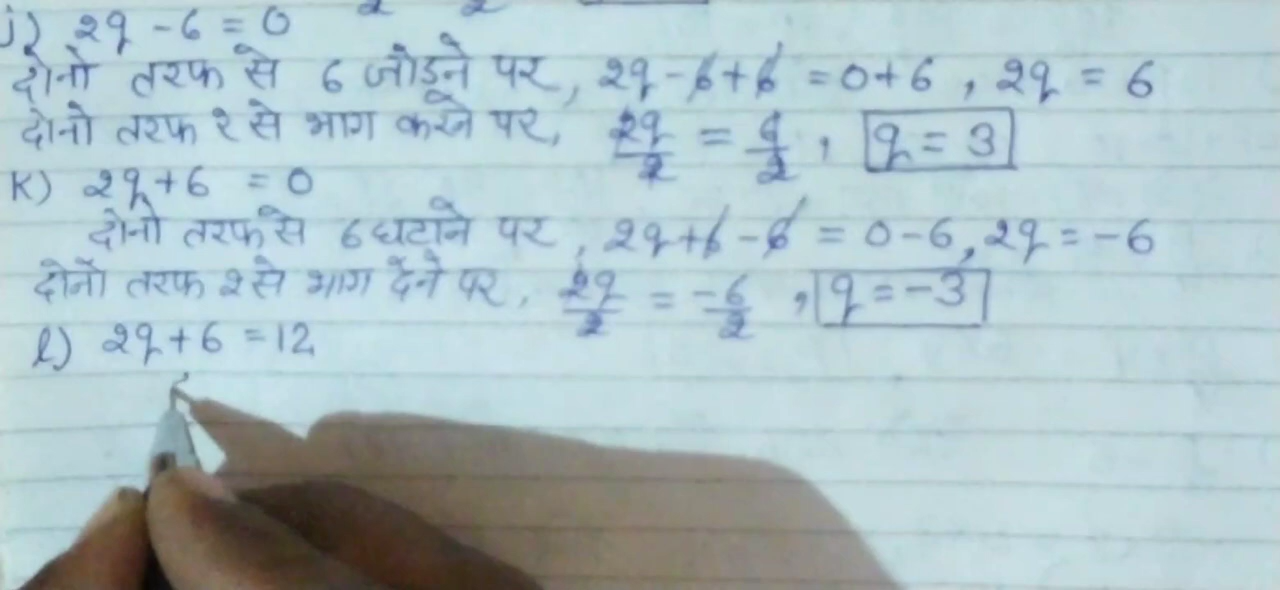 j) 2q - 6 = 0
दोनों तरफ से 6 जोड़ने पर, 2q - 6 + 6 = 0 + 6 , 2q = 6
दोनो तरफ 2 से भाग करने पर, 2q/2 = 6/2 , q = 3
K) 2q + 6 = 0
दोनो तरफ से 6 घटाने पर , 2q + 6 - 6 = 0 - 6, 2q = -6
दोनों तरफ 2 से भाग देने पर, 2q/2 = -6/2 , q = -3
l) 2q + 6 = 12